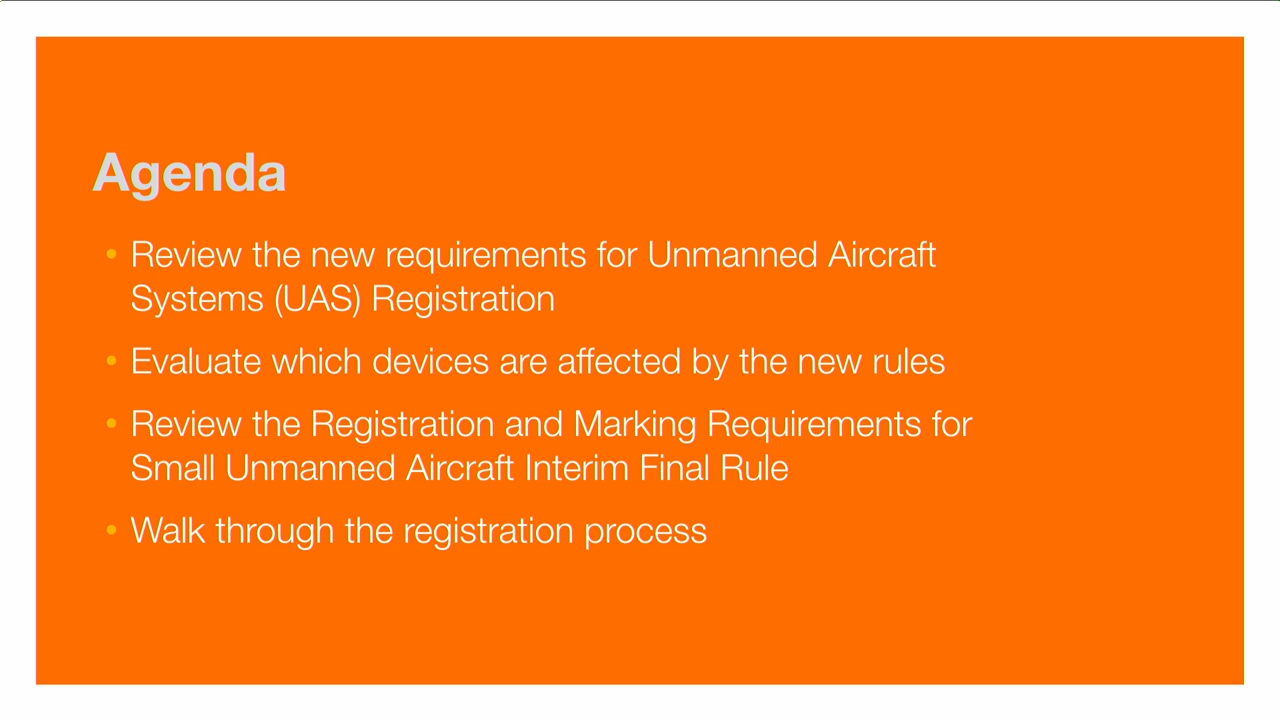 Agenda
• Review the new requirements for Unmanned Aircraft
Systems (UAS) Registration
• Evaluate which devices are affected by the new rules
• Review the Registration and Marking Requirements for
Small Unmanned Aircraft Interim Final Rule
• Walk through the registration process